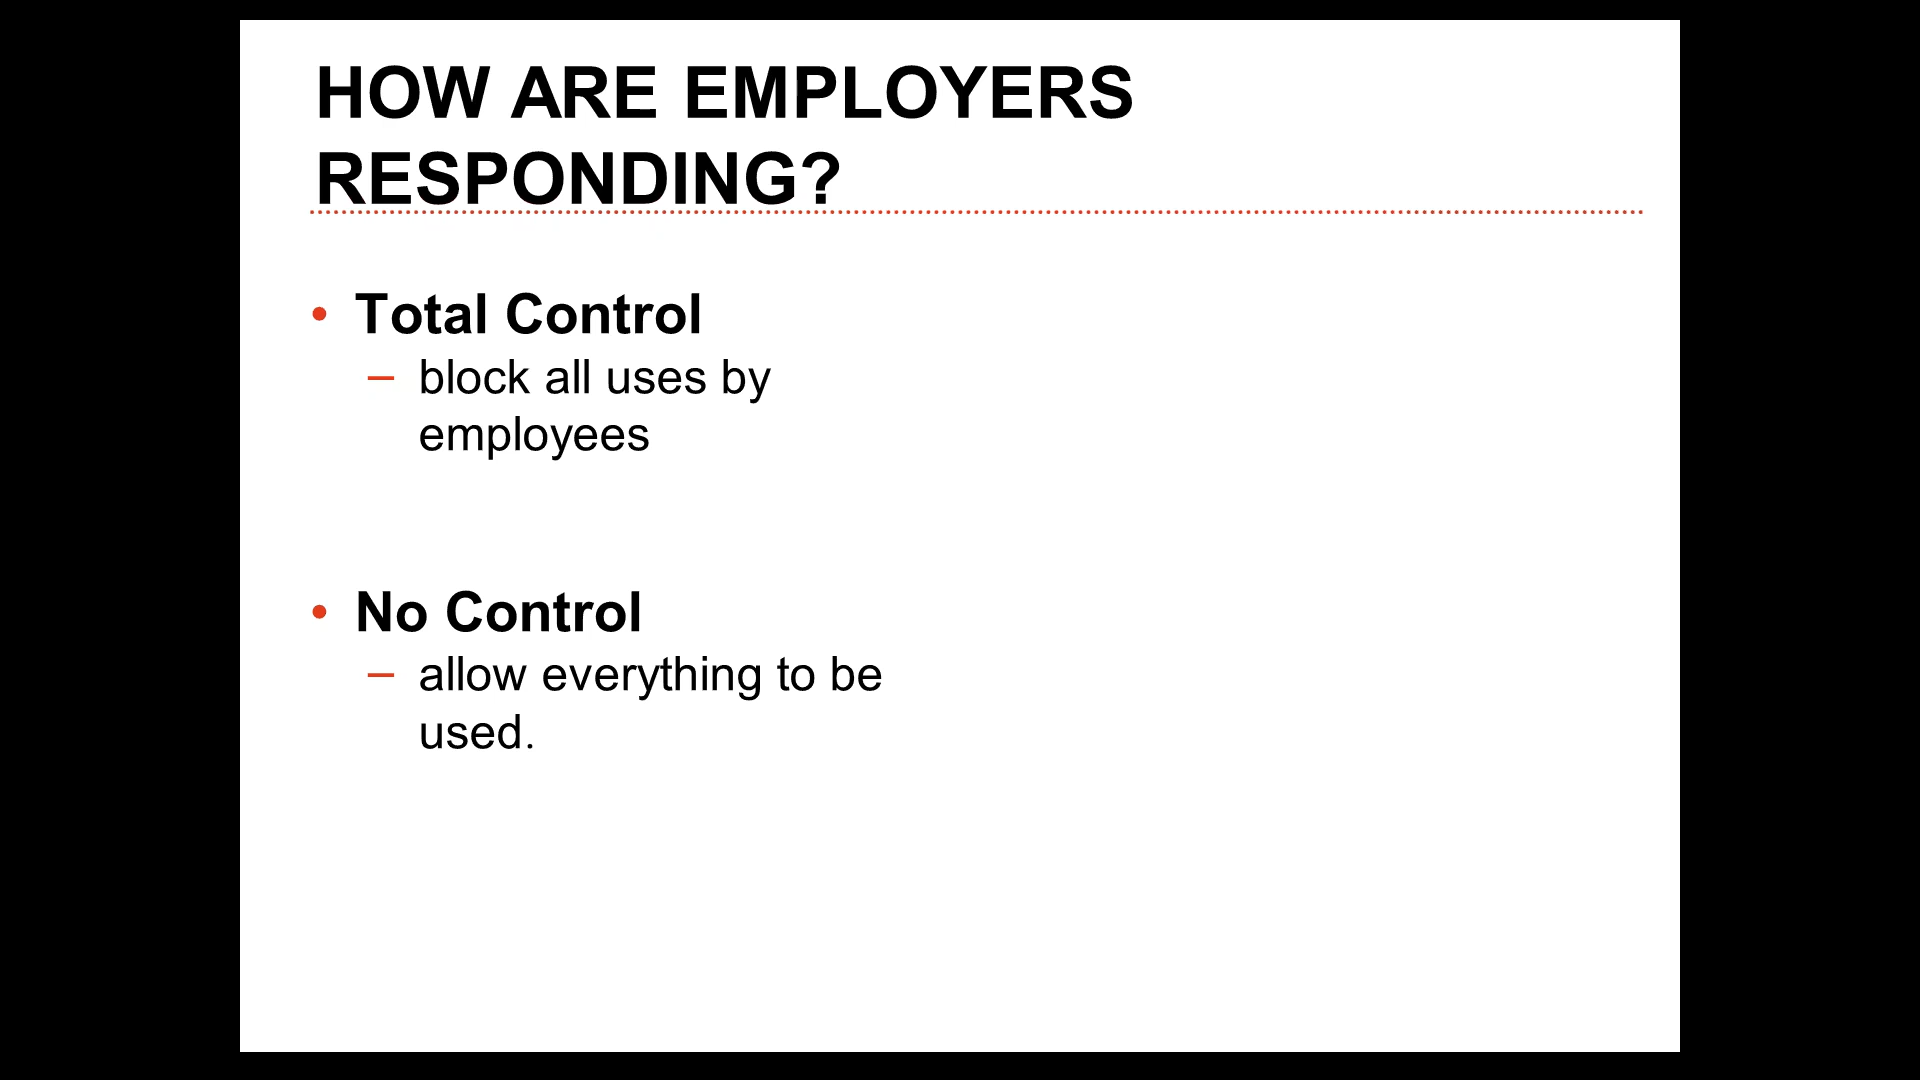 HOW ARE EMPLOYERS
RESPONDING?
• Total Control
– block all uses by
employees
• No Control
– allow everything to be
used.